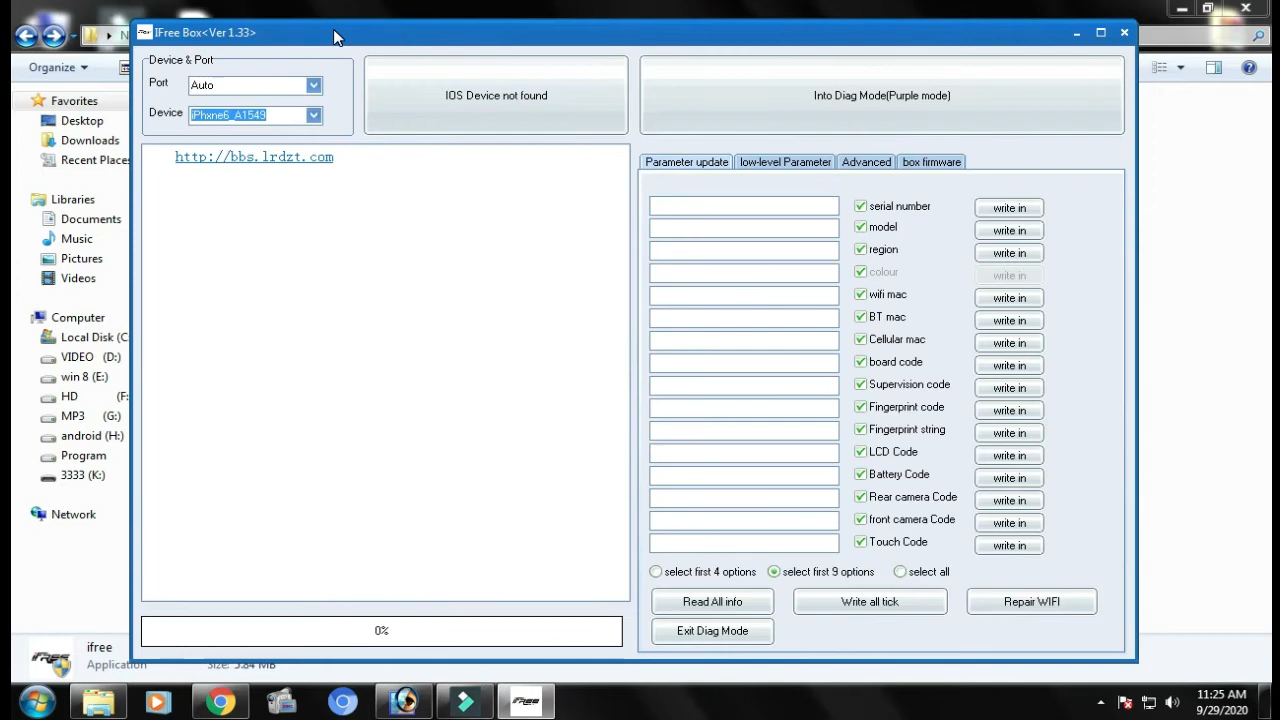 IFree Box<Ver 1.33>
Device & Port
Port
Auto
Device
iPhxne6_A1549
IOS Device not found
Into Diag Mode(Purple mode)
http://bbs.lrdzt.com
Parameter update
low-level Parameter
Advanced
box firmware
serial number
write in
model
write in
region
write in
colour
write in
wifi mac
write in
BT mac
write in
Cellular mac
write in
board code
write in
Supervision code
write in
Fingerprint code
write in
Fingerprint string
write in
LCD Code
write in
Battery Code
write in
Rear camera Code
write in
front camera Code
write in
Touch Code
write in
select first 4 options
select first 9 options
select all
Read All info
Write all tick
Repair WIFI
Exit Diag Mode
0%
Organize
Favorites
Desktop
Downloads
Recent Places
Libraries
Documents
Music
Pictures
Videos
Computer
Local Disk (C
VIDEO (D:)
win 8 (E:)
HD (F:
MP3 (G:)
android (H:)
Program
3333 (K:)
Network
ifree
Application
Size: 5.84 MB
11:25 AM
9/29/2020